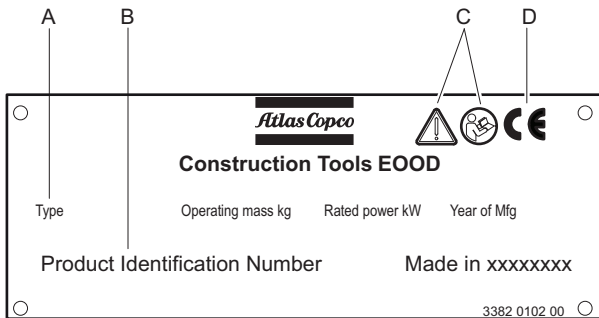 A B C D
Atlas Copco
CE
Construction Tools EOOD
Type Operating mass kg Rated power kW Year of Mfg
Product Identification Number Made in xxxxxxxx
3382 0102 00